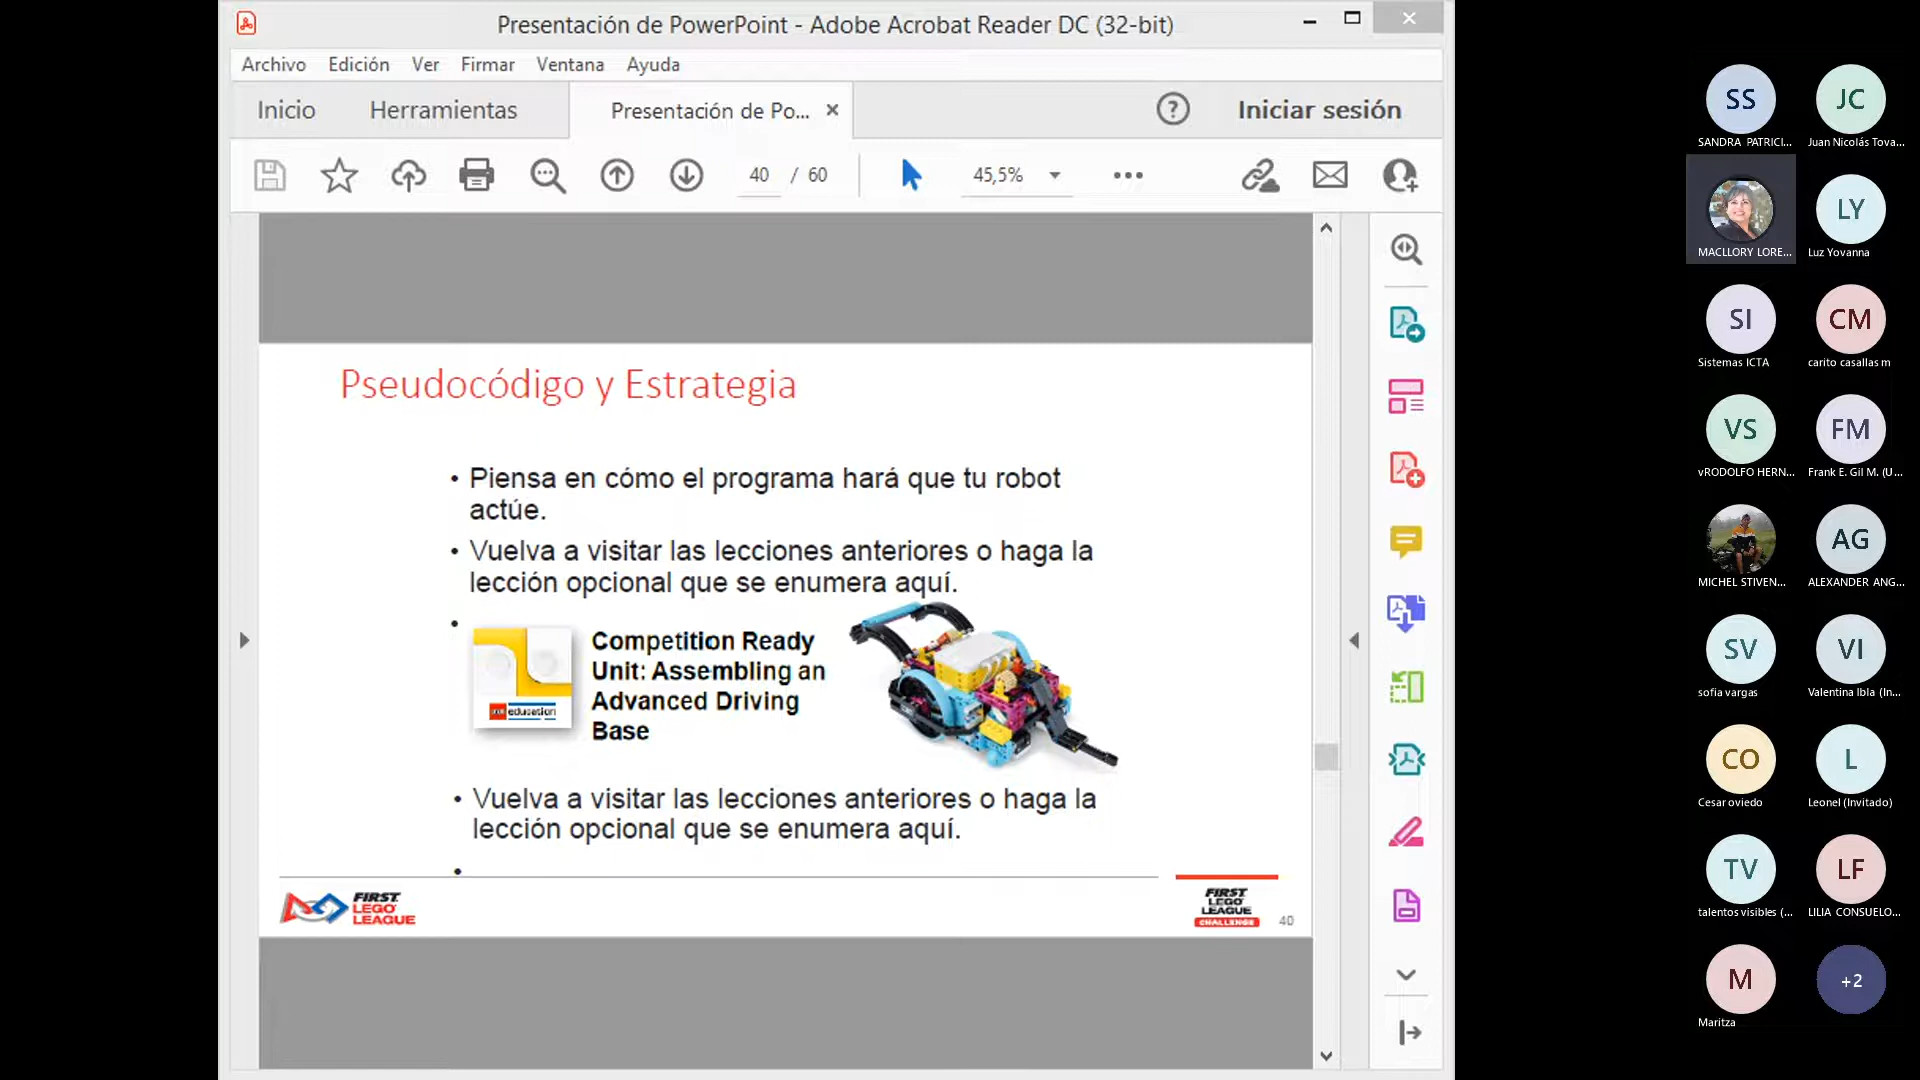 Presentación de PowerPoint - Adobe Acrobat Reader DC (32-bit)
Archivo Edición Ver Firmar Ventana Ayuda
Inicio Herramientas Presentación de Po... Iniciar sesión
40 / 60 45,5%
Pseudocódigo y Estrategia
• Piensa en cómo el programa hará que tu robot
actúe.
• Vuelva a visitar las lecciones anteriores o haga la
lección opcional que se enumera aquí.
•
Competition Ready
Unit: Assembling an
Advanced Driving
Base
education
• Vuelva a visitar las lecciones anteriores o haga la
lección opcional que se enumera aquí.
•
FIRST
LEGO
LEAGUE
FIRST
LEGO
LEAGUE
CHALLENGE
40
SS
SANDRA PATRICI...
JC
Juan Nicolás Tova...
MACLLORY LORE...
LY
Luz Yovanna
SI
Sistemas ICTA
CM
carito casallas m
VS
vRODOLFO HERN...
FM
Frank E. Gil M. (U...
MICHEL STIVEN...
AG
ALEXANDER ANG...
SV
sofia vargas
VI
Valentina Ibla (In...
CO
Cesar oviedo
L
Leonel (Invitado)
TV
talentos visibles (...
LF
LILIA CONSUELO...
M
Maritza
+2